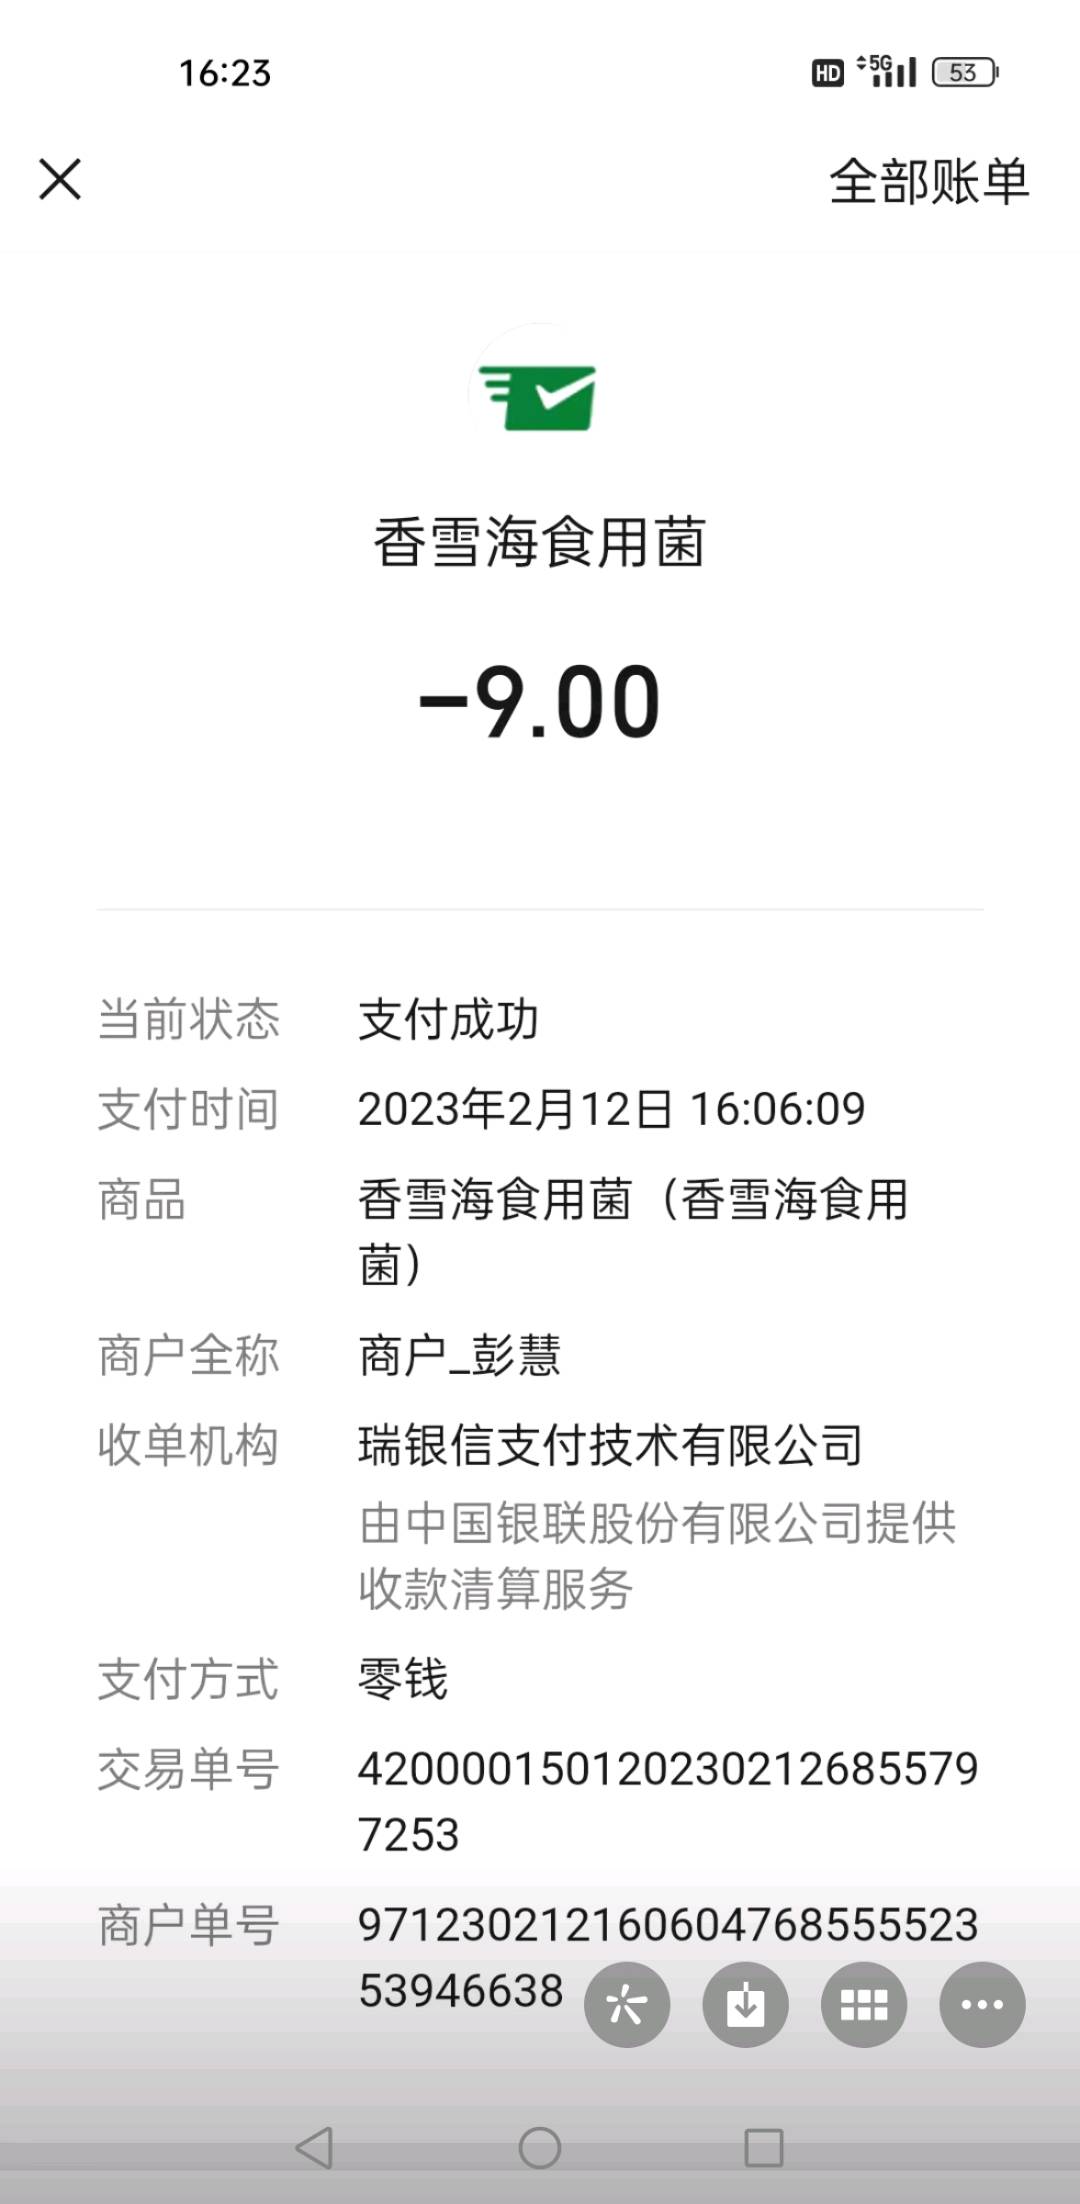 16:23
HD 5G 53
全部账单
香雪海食用菌
-9.00
当前状态 支付成功
支付时间 2023年2月12日 16:06:09
商品 香雪海食用菌（香雪海食用
菌）
商户全称 商户_彭慧
收单机构 瑞银信支付技术有限公司
由中国银联股份有限公司提供
收款清算服务
支付方式 零钱
交易单号 420000150120230212685579
7253
商户单号 971230212160604768555523
53946638